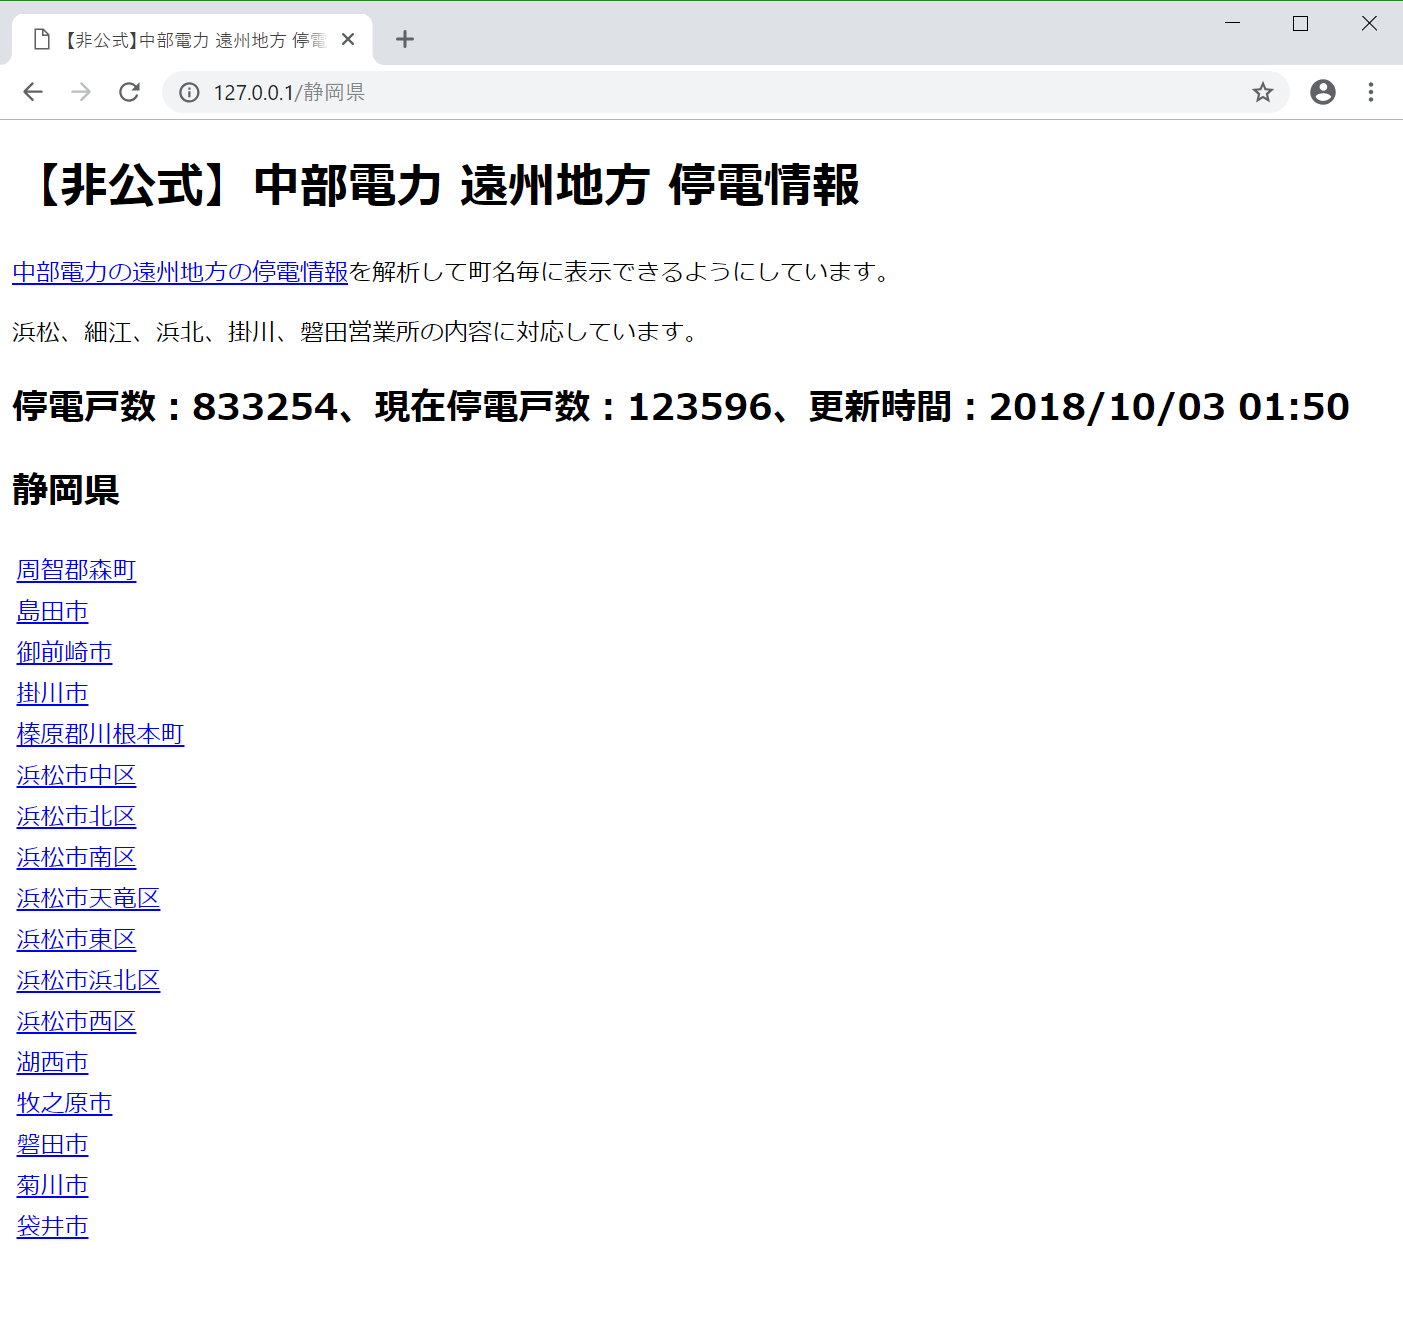 【非公式】中部電力 遠州地方 停電
127.0.0.1/静岡県
【非公式】中部電力 遠州地方 停電情報
中部電力の遠州地方の停電情報を解析して町名毎に表示できるようにしています。
浜松、細江、浜北、掛川、磐田営業所の内容に対応しています。
停電戸数：833254、現在停電戸数：123596、更新時間：2018/10/03 01:50
静岡県
周智郡森町
島田市
御前崎市
掛川市
榛原郡川根本町
浜松市中区
浜松市北区
浜松市南区
浜松市天竜区
浜松市東区
浜松市浜北区
浜松市西区
湖西市
牧之原市
磐田市
菊川市
袋井市